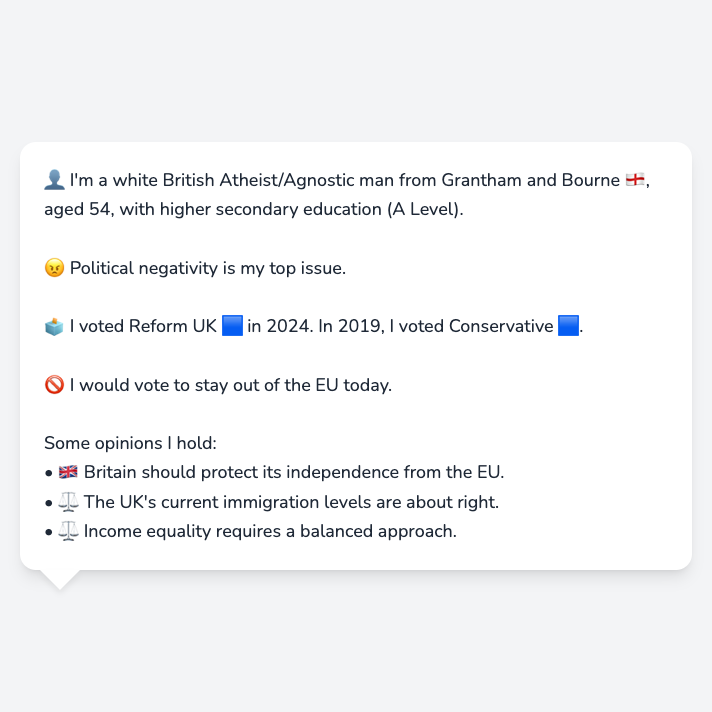 👤 I'm a white British Atheist/Agnostic man from Grantham and Bourne 🏴󠁧󠁢󠁥󠁮󠁧󠁿,
aged 54, with higher secondary education (A Level).
😠 Political negativity is my top issue.
🗳️ I voted Reform UK 🟦 in 2024. In 2019, I voted Conservative 🟦.
🚫 I would vote to stay out of the EU today.
Some opinions I hold:
• 🇬🇧 Britain should protect its independence from the EU.
• ⚖️ The UK's current immigration levels are about right.
• ⚖️ Income equality requires a balanced approach.